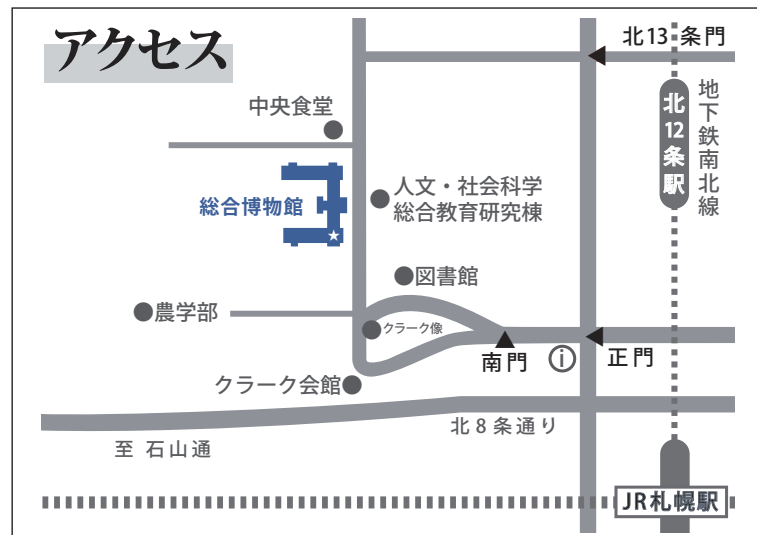 アクセス
北13 条門
中央食堂
北12条駅
地下鉄南北線
総合博物館
人文・社会科学
総合教育研究棟
図書館
農学部
クラーク像
南門
i
正門
クラーク会館
北8条通り
至 石山通
JR札幌駅